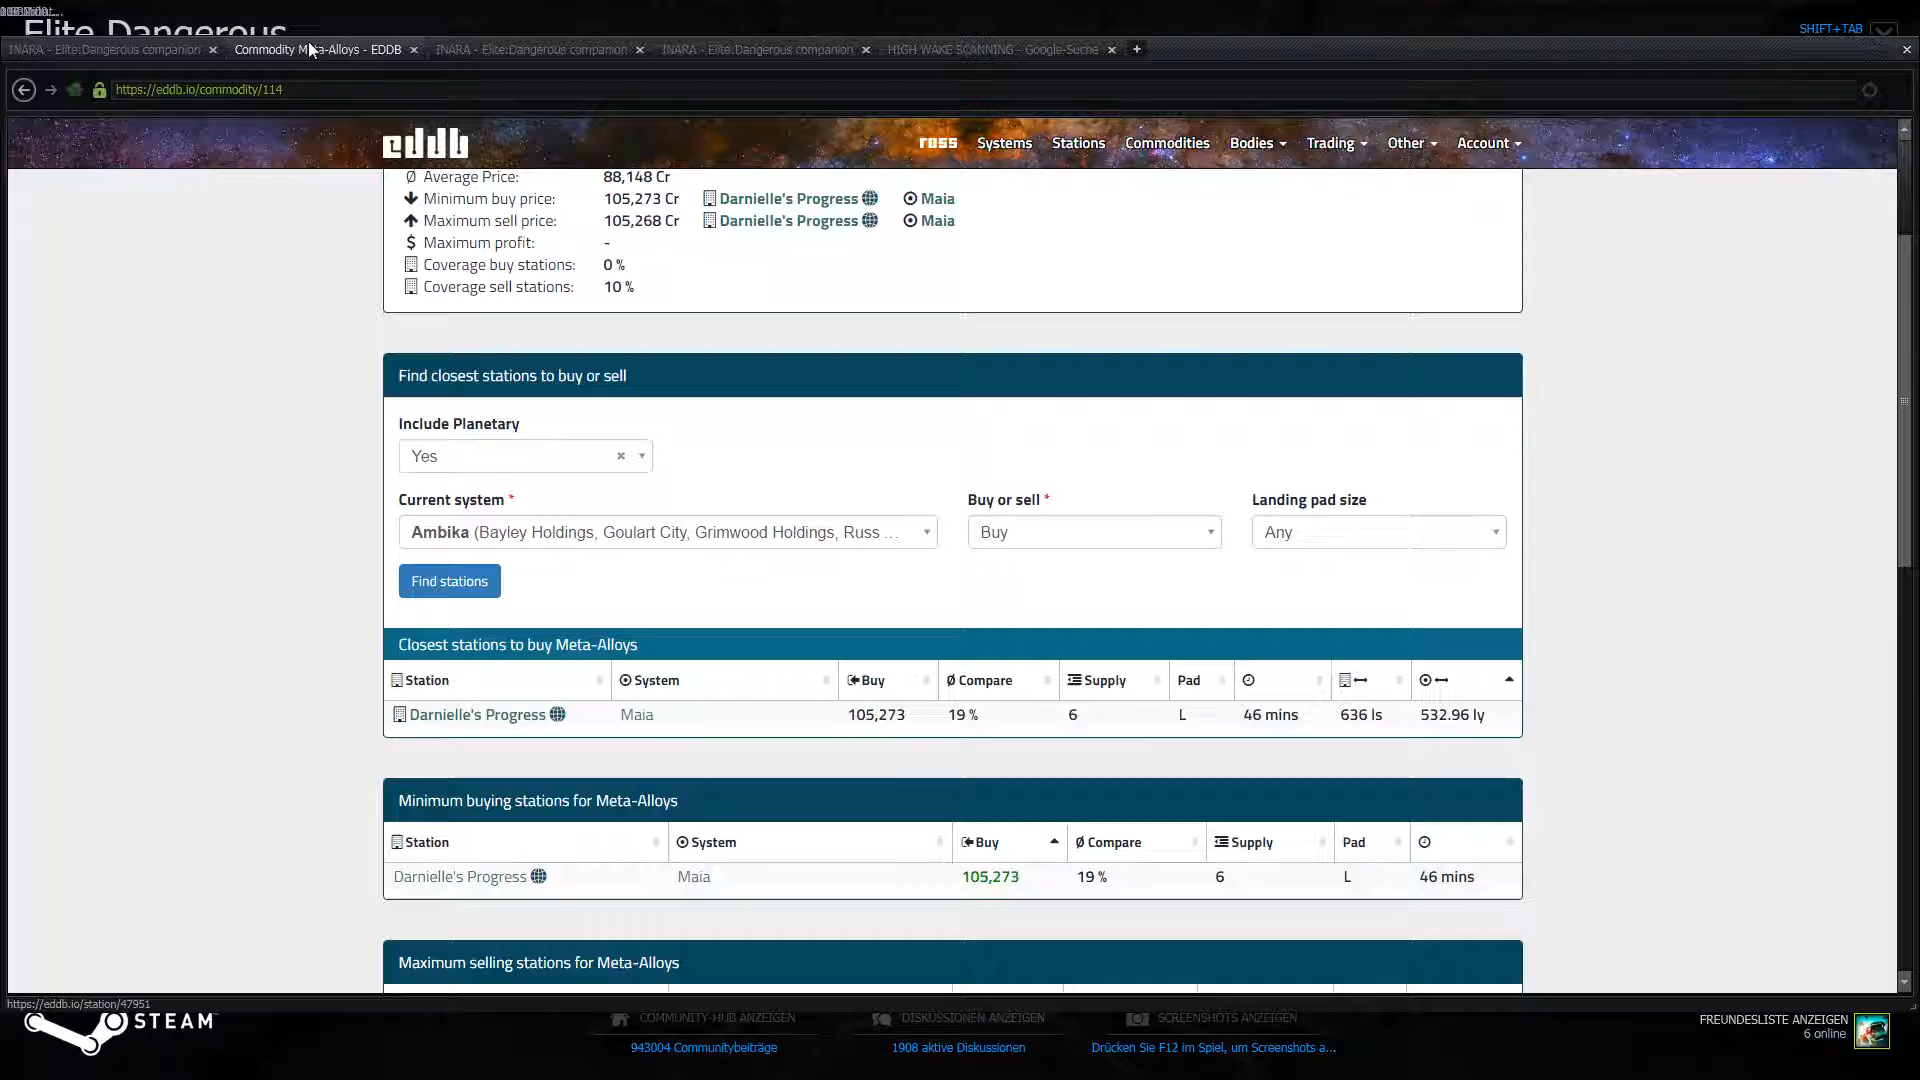 Elite Dangerous
SHIFT+TAB
INARA - Elite:Dangerous companion
Commodity Meta-Alloys - EDDB
INARA - Elite:Dangerous companion
INARA - Elite:Dangerous companion
HIGH WAKE SCANNING - Google-Suche
https://eddb.io/commodity/114
eddb
ross
Systems
Stations
Commodities
Bodies
Trading
Other
Account
Average Price: 88,148 Cr
Minimum buy price: 105,273 Cr Darnielle's Progress Maia
Maximum sell price: 105,268 Cr Darnielle's Progress Maia
$ Maximum profit: -
Coverage buy stations: 0 %
Coverage sell stations: 10 %
Find closest stations to buy or sell
Include Planetary
Yes
Current system * Buy or sell * Landing pad size
Ambika (Bayley Holdings, Goulart City, Grimwood Holdings, Russ ... Buy Any
Find stations
Closest stations to buy Meta-Alloys
Station System Buy Ø Compare Supply Pad
Darnielle's Progress Maia 105,273 19 % 6 L 46 mins 636 ls 532.96 ly
Minimum buying stations for Meta-Alloys
Station System Buy Ø Compare Supply Pad
Darnielle's Progress Maia 105,273 19 % 6 L 46 mins
Maximum selling stations for Meta-Alloys
https://eddb.io/station/47951
STEAM
COMMUNITY-HUB ANZEIGEN
943004 Communitybeiträge
DISKUSSIONEN ANZEIGEN
1908 aktive Diskussionen
SCREENSHOTS ANZEIGEN
Drücken Sie F12 im Spiel, um Screenshots a...
FREUNDESLISTE ANZEIGEN
6 online